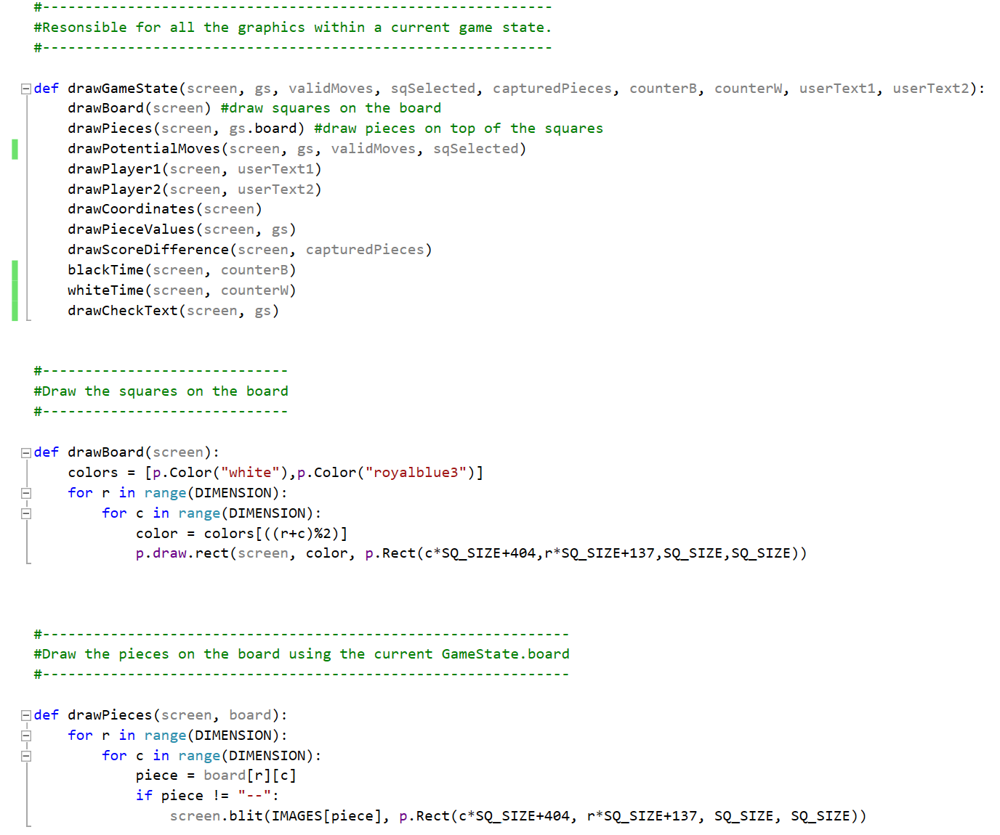 #------------------------------------------------------------
#Resonsible for all the graphics within a current game state.
#------------------------------------------------------------
def drawGameState(screen, gs, validMoves, sqSelected, capturedPieces, counterB, counterW, userText1, userText2):
    drawBoard(screen) #draw squares on the board
    drawPieces(screen, gs.board) #draw pieces on top of the squares
    drawPotentialMoves(screen, gs, validMoves, sqSelected)
    drawPlayer1(screen, userText1)
    drawPlayer2(screen, userText2)
    drawCoordinates(screen)
    drawPieceValues(screen, gs)
    drawScoreDifference(screen, capturedPieces)
    blackTime(screen, counterB)
    whiteTime(screen, counterW)
    drawCheckText(screen, gs)
#-----------------------------
#Draw the squares on the board
#-----------------------------
def drawBoard(screen):
    colors = [p.Color("white"),p.Color("royalblue3")]
    for r in range(DIMENSION):
        for c in range(DIMENSION):
            color = colors[((r+c)%2)]
            p.draw.rect(screen, color, p.Rect(c*SQ_SIZE+404,r*SQ_SIZE+137,SQ_SIZE,SQ_SIZE))
#--------------------------------------------------------------
#Draw the pieces on the board using the current GameState.board
#--------------------------------------------------------------
def drawPieces(screen, board):
    for r in range(DIMENSION):
        for c in range(DIMENSION):
            piece = board[r][c]
            if piece != "--":
                screen.blit(IMAGES[piece], p.Rect(c*SQ_SIZE+404, r*SQ_SIZE+137, SQ_SIZE, SQ_SIZE))